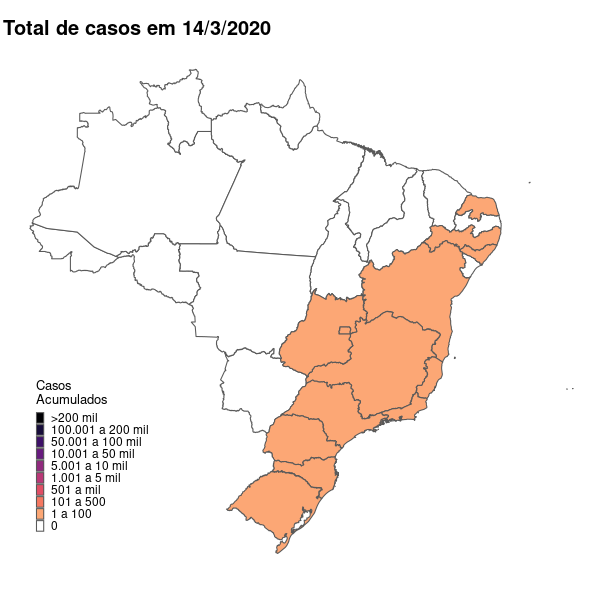 Total de casos em 14/3/2020
Casos
Acumulados
>200 mil
100.001 a 200 mil
50.001 a 100 mil
10.001 a 50 mil
5.001 a 10 mil
1.001 a 5 mil
501 a mil
101 a 500
1 a 100
0